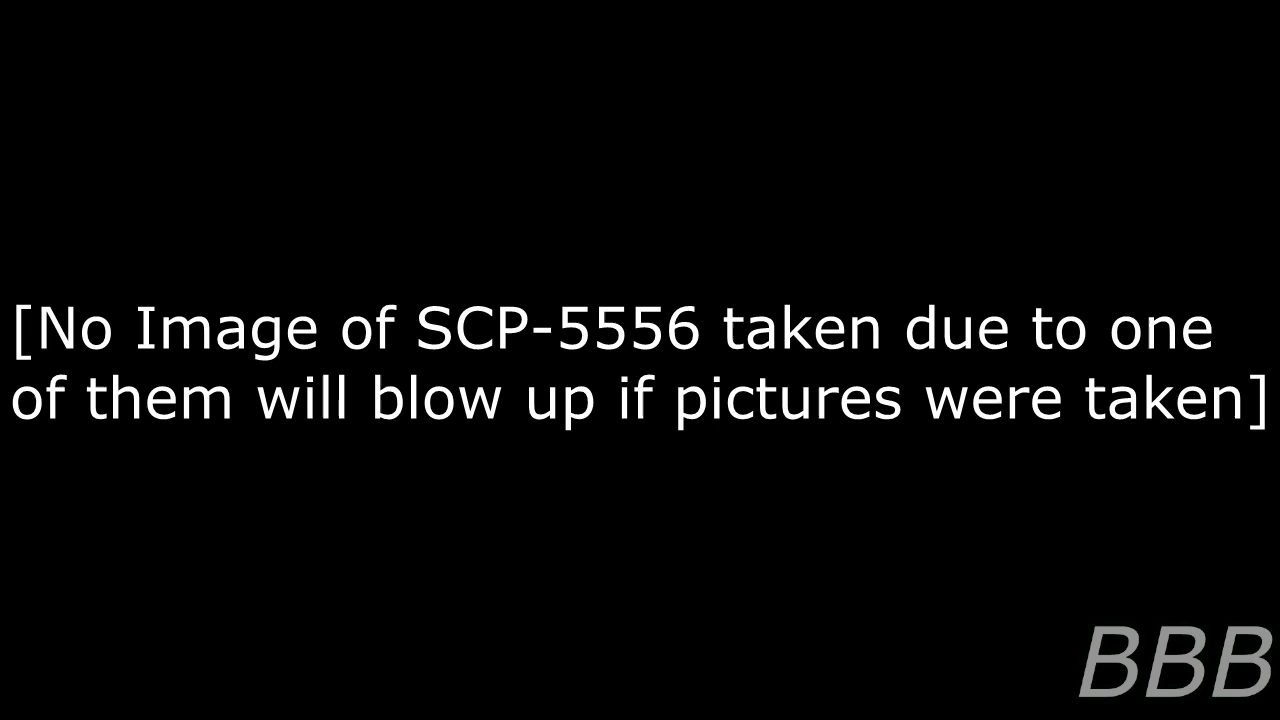 [No Image of SCP-5556 taken due to one
of them will blow up if pictures were taken]
BBB